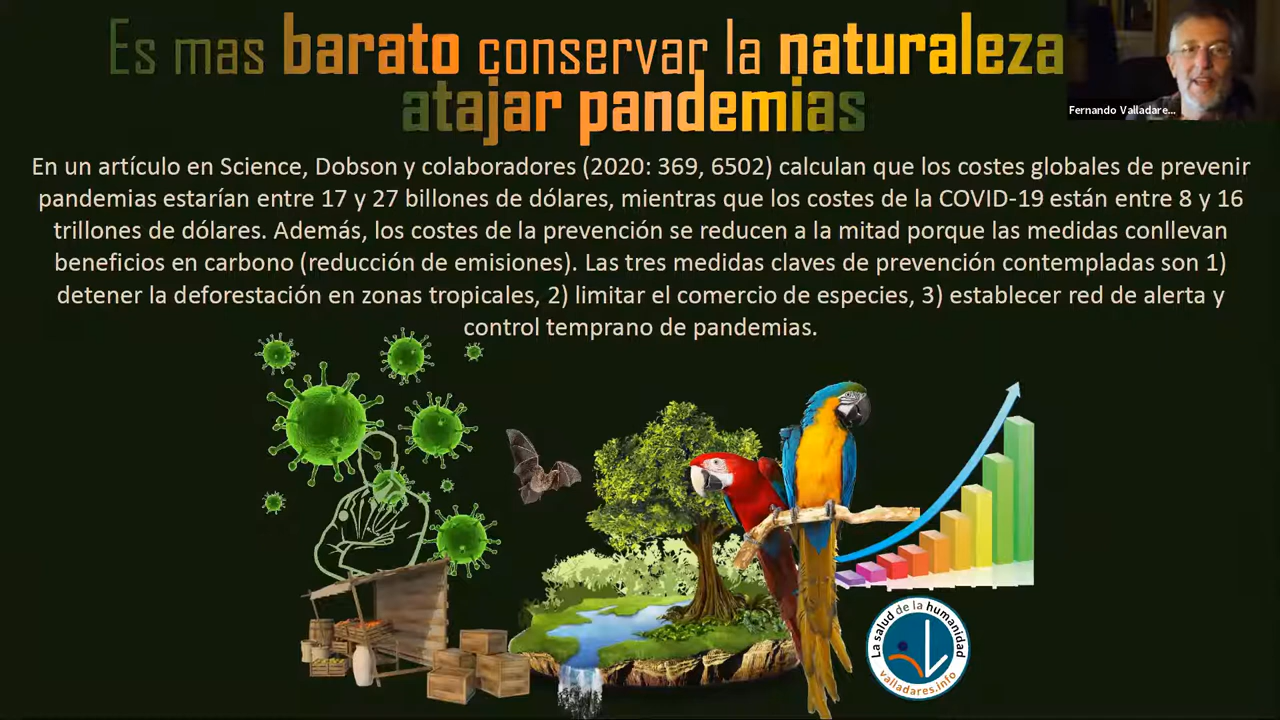 Es mas barato conservar la naturaleza
atajar pandemias
Fernando Valladare...
En un artículo en Science, Dobson y colaboradores (2020: 369, 6502) calculan que los costes globales de prevenir
pandemias estarían entre 17 y 27 billones de dólares, mientras que los costes de la COVID-19 están entre 8 y 16
trillones de dólares. Además, los costes de la prevención se reducen a la mitad porque las medidas conllevan
beneficios en carbono (reducción de emisiones). Las tres medidas claves de prevención contempladas son 1)
detener la deforestación en zonas tropicales, 2) limitar el comercio de especies, 3) establecer red de alerta y
control temprano de pandemias.
La salud de la humanidad
valladares.info